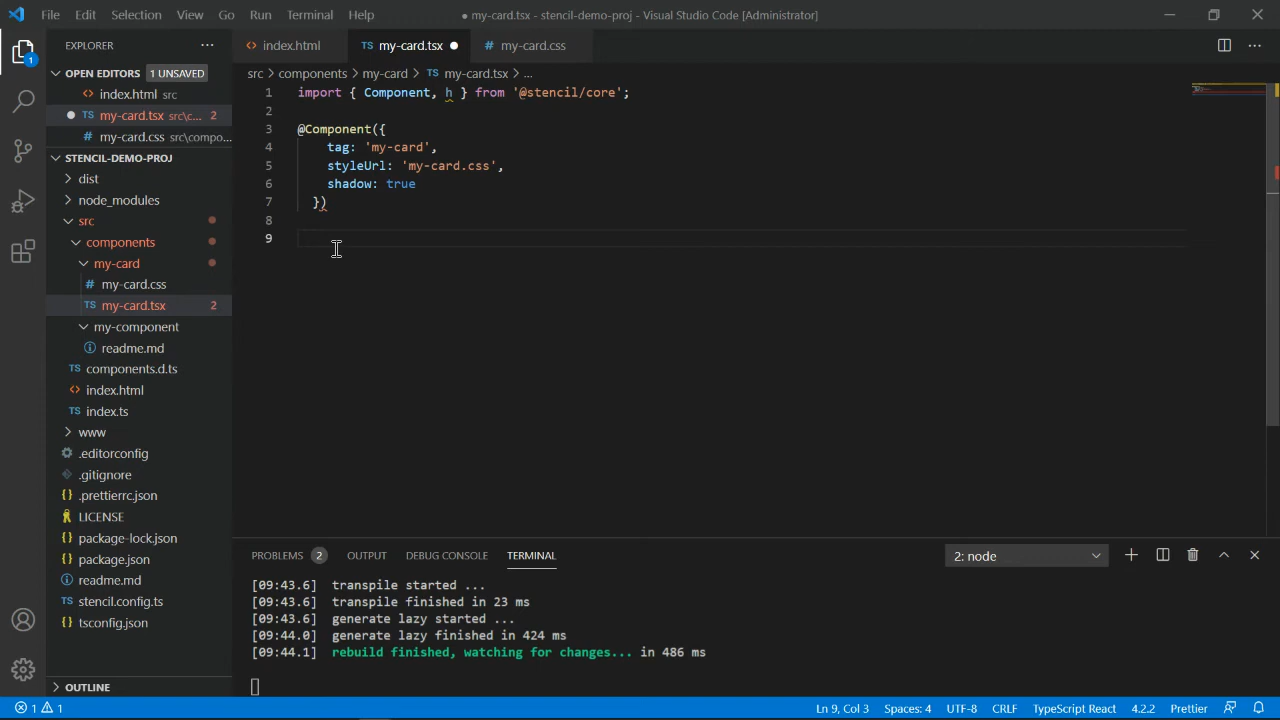 File Edit Selection View Go Run Terminal Help ● my-card.tsx - stencil-demo-proj - Visual Studio Code [Administrator]
EXPLORER ...
index.html my-card.tsx my-card.css
OPEN EDITORS 1 UNSAVED
src > components > my-card > TS my-card.tsx > ...
index.html src
TS my-card.tsx src\c... 2
# my-card.css src\compo...
STENCIL-DEMO-PROJ
dist
node_modules
src
components
my-card
# my-card.css
TS my-card.tsx 2
my-component
readme.md
TS components.d.ts
index.html
TS index.ts
www
.editorconfig
.gitignore
{} .prettierrc.json
LICENSE
{} package-lock.json
{} package.json
readme.md
TS stencil.config.ts
tsconfig.json
OUTLINE
1
1 import { Component, h } from '@stencil/core';
2
3 @Component({
4 tag: 'my-card',
5 styleUrl: 'my-card.css',
6 shadow: true
7 })
8
9
PROBLEMS 2 OUTPUT DEBUG CONSOLE TERMINAL 2: node
[09:43.6] transpile started ...
[09:43.6] transpile finished in 23 ms
[09:43.6] generate lazy started ...
[09:44.0] generate lazy finished in 424 ms
[09:44.1] rebuild finished, watching for changes... in 486 ms
1 1 Ln 9, Col 3 Spaces: 4 UTF-8 CRLF TypeScript React 4.2.2 Prettier